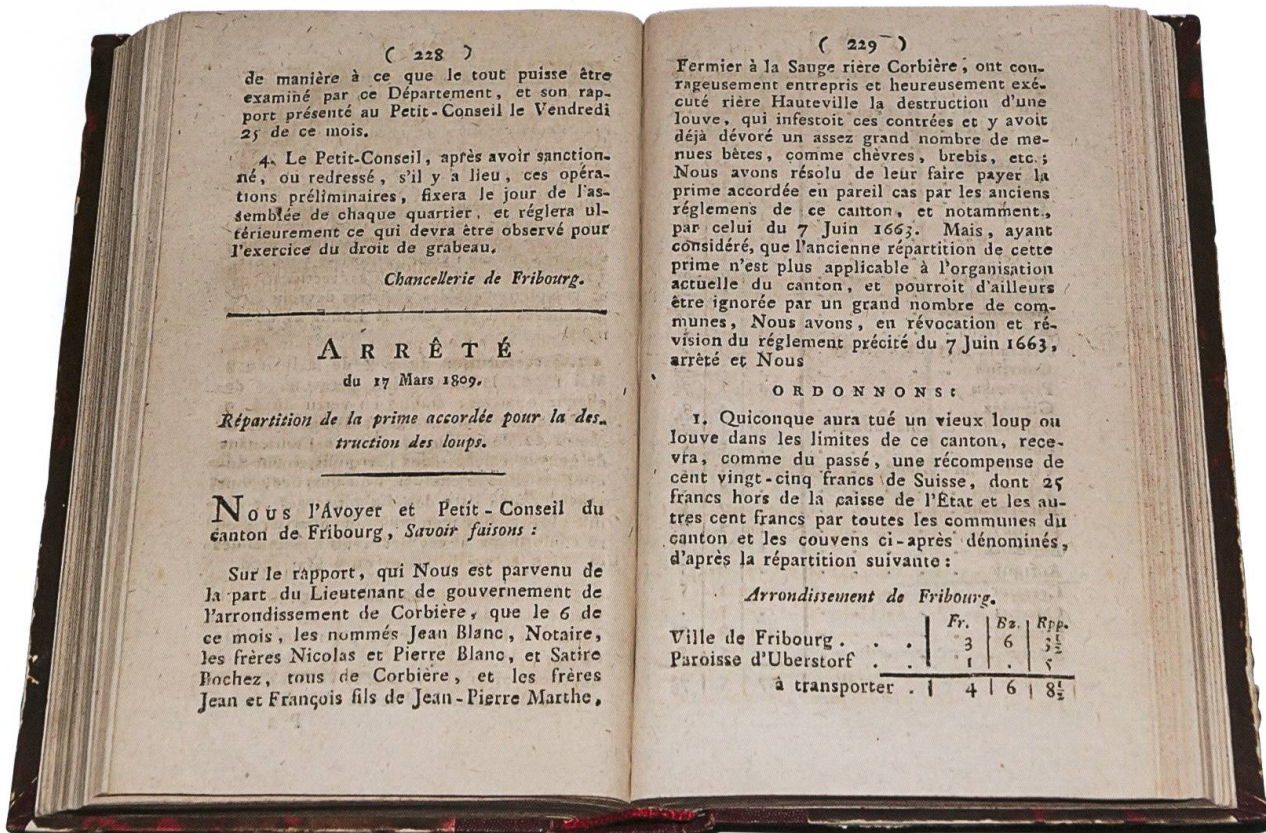 ( 228 )
de manière à ce que le tout puisse être
examiné par ce Département, et son rap-
port présenté au Petit-Conseil le Vendredi
25 de ce mois.
4. Le Petit-Conseil, après avoir sanction-
né, ou redressé, s'il y a lieu, ces opéra-
tions préliminaires, fixera le jour de l'as-
semblée de chaque quartier, et réglera ul-
térieurement ce qui devra être observé pour
l'exercice du droit de grabeau.
Chancellerie de Fribourg.
ARRÊTÉ
du 17 Mars 1809.
Répartition de la prime accordée pour la des-
truction des loups.
Nous l'Avoyer et Petit-Conseil du
canton de Fribourg, Savoir faisons :
Sur le rapport, qui Nous est parvenu de
la part du Lieutenant de gouvernement de
l'arrondissement de Corbière, que le 6 de
ce mois, les nommés Jean Blanc, Notaire,
les frères Nicolas et Pierre Blanc, et Satire
Bochez, tous de Corbière, et les frères
Jean et François fils de Jean-Pierre Marthe,
( 229 )
Fermier à la Sauge rière Corbière, ont cou-
rageusement entrepris et heureusement exé-
cuté rière Hauteville la destruction d'une
louve, qui infestoit ces contrées et y avoit
déjà dévoré un assez grand nombre de me-
nues bêtes, comme chèvres, brebis, etc.;
Nous avons résolu de leur faire payer la
prime accordée en pareil cas par les anciens
réglemens de ce canton, et notamment,
par celui du 7 Juin 1663. Mais, ayant
considéré, que l'ancienne répartition de cette
prime n'est plus applicable à l'organisation
actuelle du canton, et pourroit d'ailleurs
être ignorée par un grand nombre de com-
munes, Nous avons, en révocation et ré-
vision du réglement précité du 7 Juin 1663,
arrêté et Nous
ORDONNONS:
1. Quiconque aura tué un vieux loup ou
louve dans les limites de ce canton, rece-
vra, comme du passé, une récompense de
cent vingt-cinq francs de Suisse, dont 25
francs hors de la caisse de l'État et les au-
tres cent francs par toutes les communes du
canton et les couvens ci-après dénominés,
d'après la répartition suivante :
Arrondissement de Fribourg.
Fr. | Bz. | Rpp.
Ville de Fribourg . . . 3 | 6 | 3½
Paroisse d'Uberstorf . . 1 | . | 5
à transporter . 4 | 6 | 8½